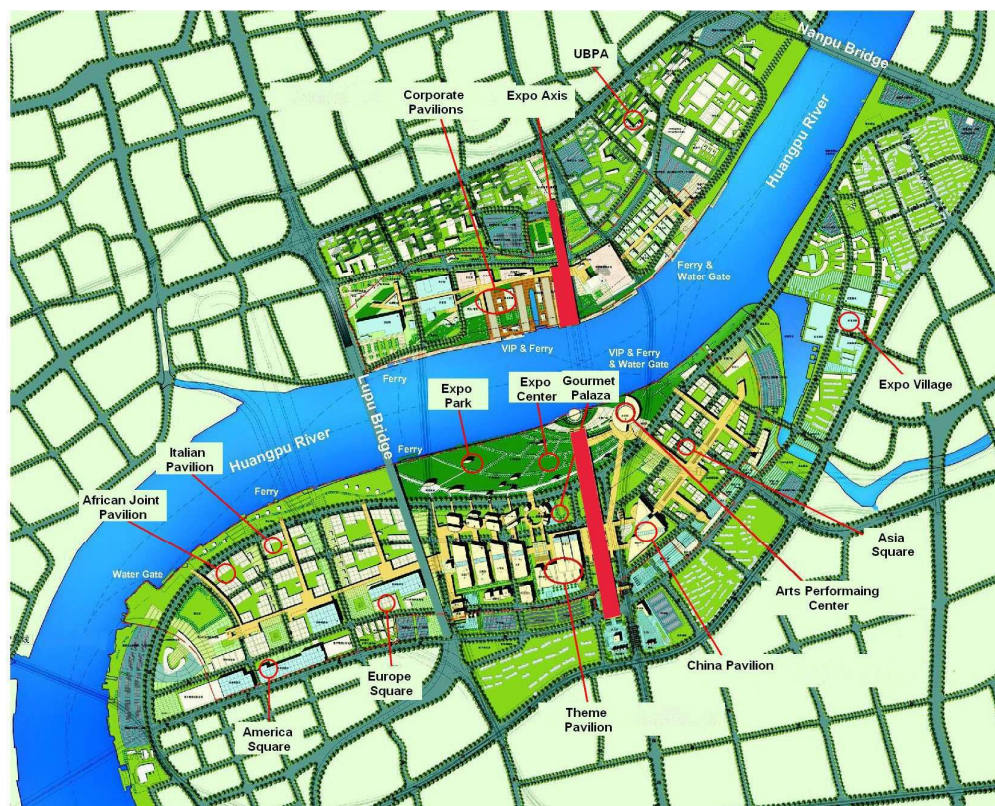 Nanpu Bridge
UBPA
Corporate
Pavilions
Expo Axis
Huangpu River
Ferry &
Water Gate
VIP & Ferry
VIP & Ferry
& Water Gate
Ferry
Lupu Bridge
Expo
Park
Expo
Center
Gourmet
Palaza
Expo Village
Huangpu River
Ferry
Italian
Pavilion
Ferry
African Joint
Pavilion
Water Gate
Asia
Square
Arts Performaing
Center
China Pavilion
Europe
Square
Theme
Pavilion
America
Square